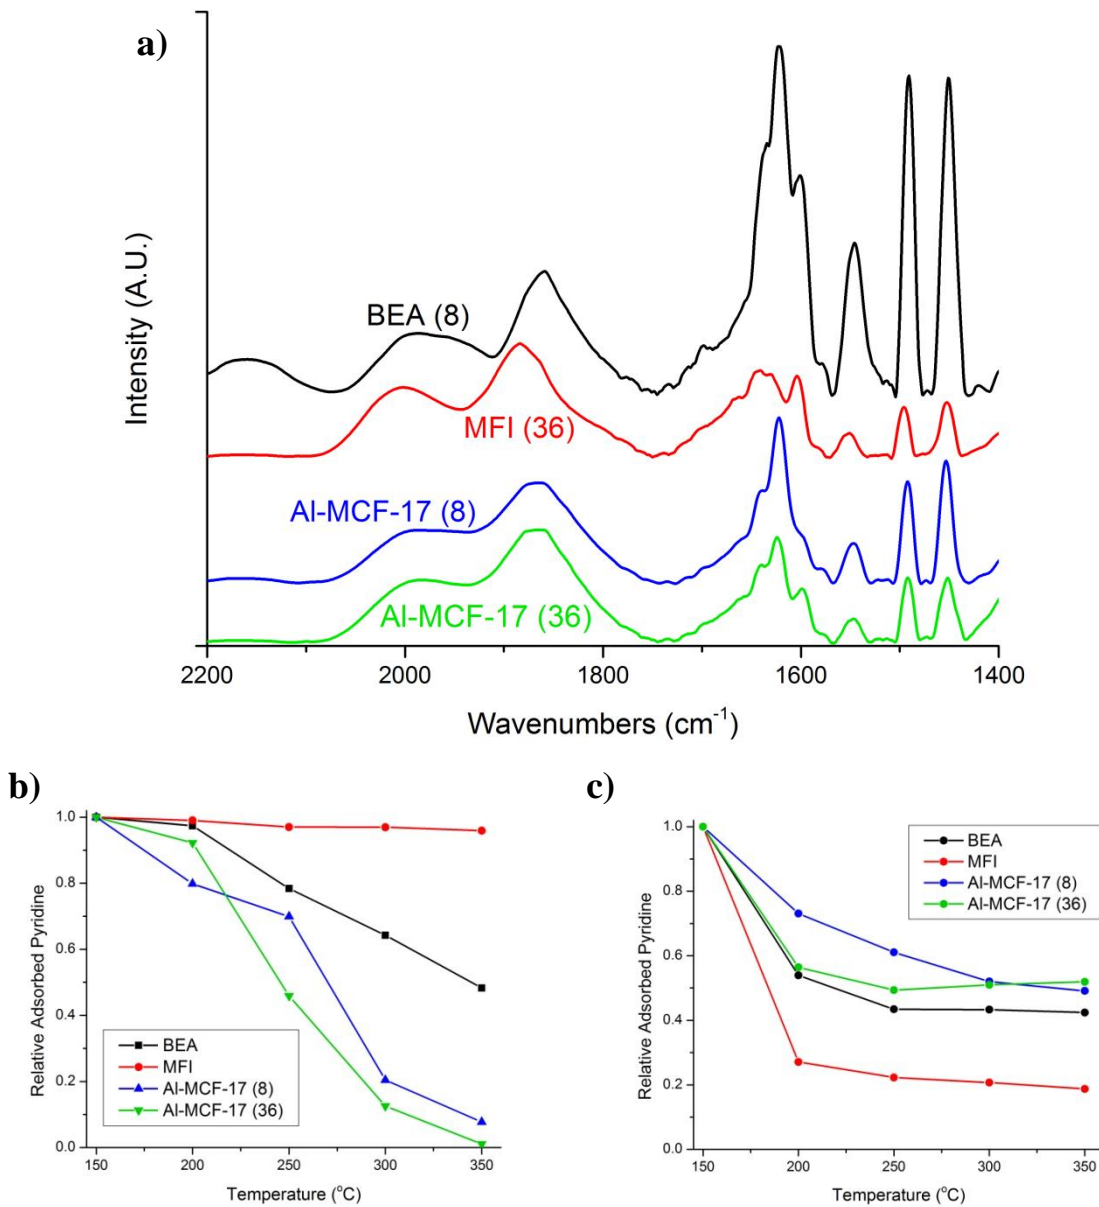 a)
Intensity (A.U.)
BEA (8)
MFI (36)
Al-MCF-17 (8)
Al-MCF-17 (36)
2200 2000 1800 1600 1400
Wavenumbers (cm⁻¹)
b)
Relative Adsorbed Pyridine
1.0
0.8
0.6
0.4
0.2
0.0
BEA
MFI
Al-MCF-17 (8)
Al-MCF-17 (36)
150 200 250 300 350
Temperature (°C)
c)
Relative Adsorbed Pyridine
1.0
0.8
0.6
0.4
0.2
0.0
BEA
MFI
Al-MCF-17 (8)
Al-MCF-17 (36)
150 200 250 300 350
Temperature (°C)